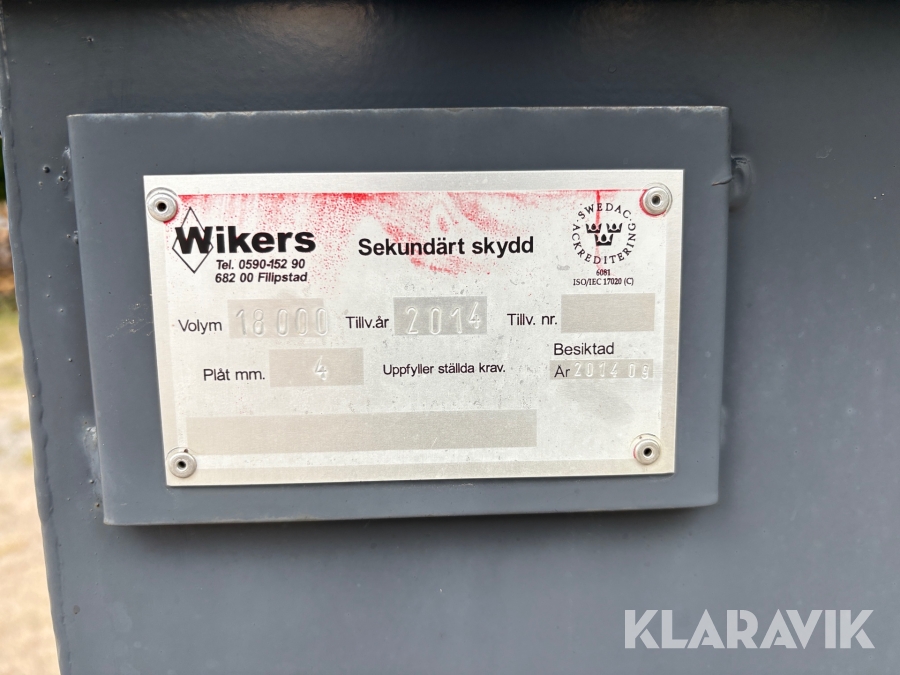 Wikers
Tel. 0590-152 90
682 00 Filipstad
Sekundärt skydd
SWEDAC ACKREDITERING
6081
ISO/IEC 17020 (C)
Volym 18000 Tillv.år 2014 Tillv. nr.
Plåt mm. 4 Uppfyller ställda krav.
Besiktad
År 2014 09
KLARAVIK